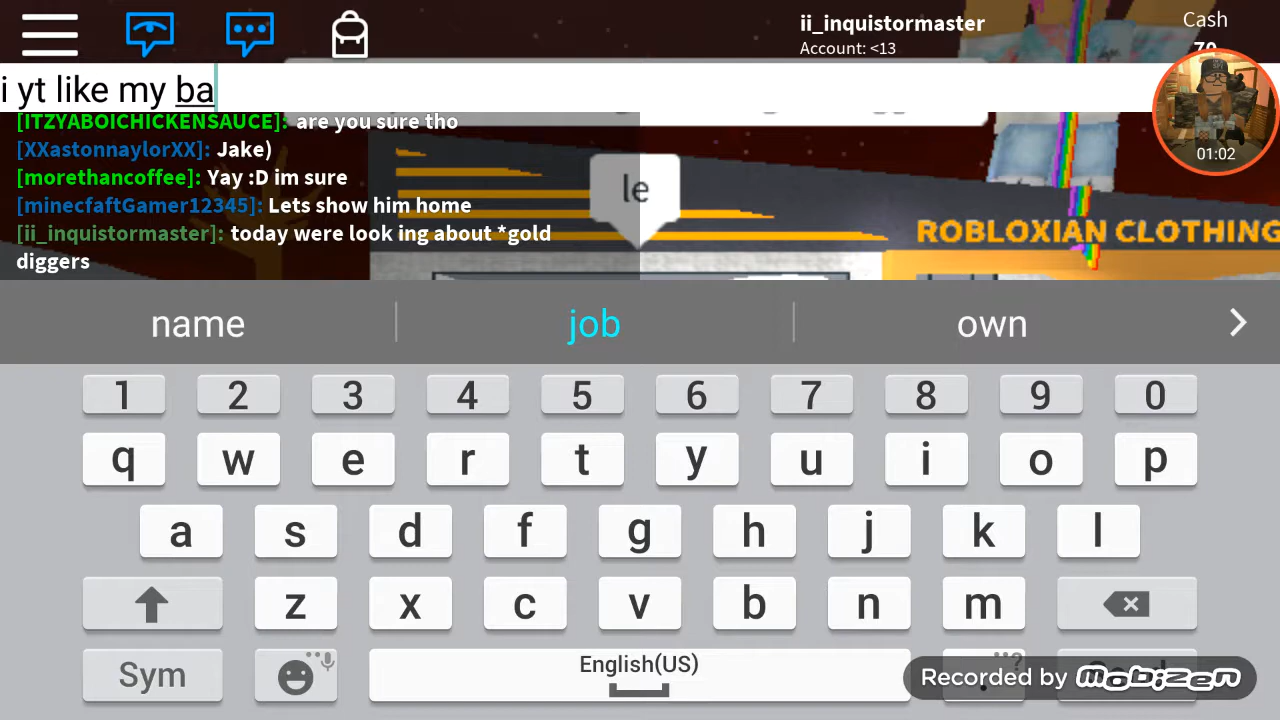 ii_inquistormaster
Account: <13
Cash
70
i yt like my ba
01:02
[ITZYABOICHICKENSAUCE]: are you sure tho
[XXastonnaylorXX]: Jake)
[morethancoffee]: Yay :D im sure
[minecfaftGamer12345]: Lets show him home
[ii_inquistormaster]: today were look ing about *gold
diggers
le
ROBLOXIAN CLOTHING
name job own
1 2 3 4 5 6 7 8 9 0
q w e r t y u i o p
a s d f g h j k l
z x c v b n m
Sym English(US)
Recorded by mobizen